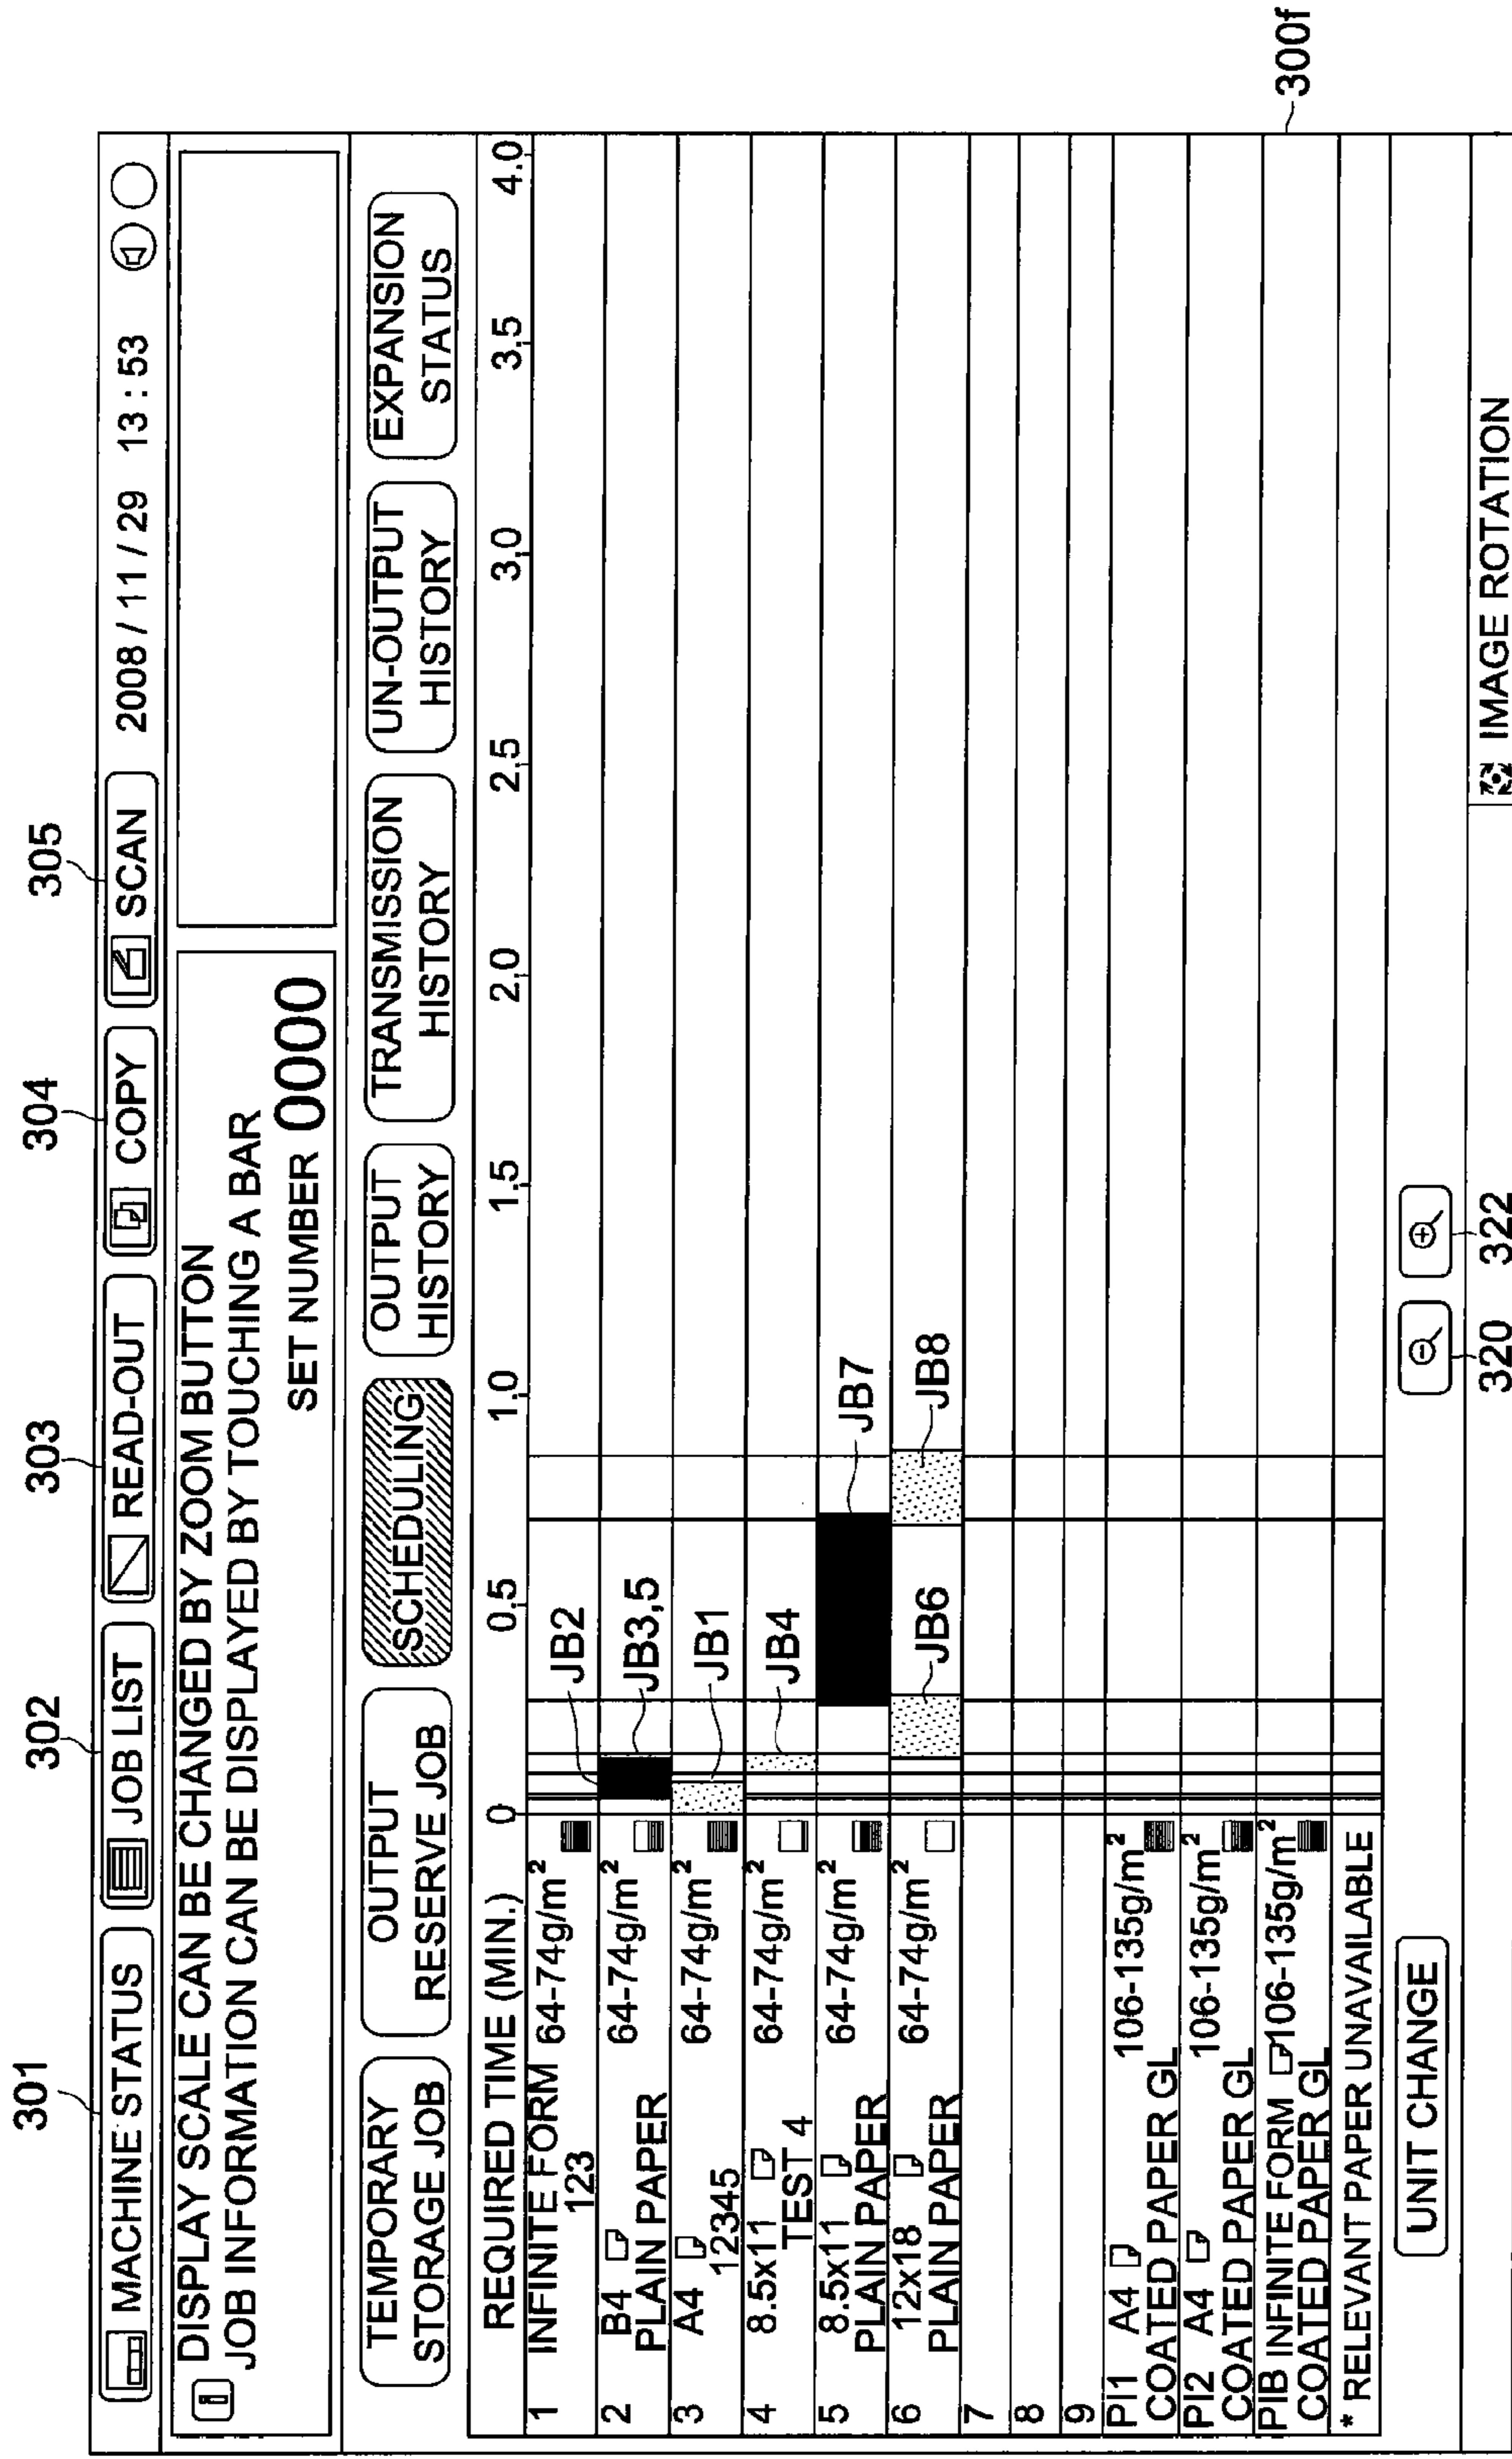 301
302
303
304
305
MACHINE STATUS
JOB LIST
READ-OUT
COPY
SCAN
2008 / 11 / 29 13 : 53
i DISPLAY SCALE CAN BE CHANGED BY ZOOM BUTTON
JOB INFORMATION CAN BE DISPLAYED BY TOUCHING A BAR
SET NUMBER 0000
TEMPORARY
STORAGE JOB
OUTPUT
RESERVE JOB
SCHEDULING
OUTPUT
HISTORY
TRANSMISSION
HISTORY
UN-OUTPUT
HISTORY
EXPANSION
STATUS
REQUIRED TIME (MIN.) 0 0.5 1.0 1.5 2.0 2.5 3.0 3.5 4.0
1 INFINITE FORM 64-74g/m²
123
JB2
2 B4 64-74g/m²
PLAIN PAPER
JB3,5
3 A4 64-74g/m²
12345
JB1
4 8.5x11 64-74g/m²
TEST 4
JB4
5 8.5x11 64-74g/m²
PLAIN PAPER
JB7
6 12x18 64-74g/m²
PLAIN PAPER
JB6
JB8
7
8
9
PI1 A4 106-135g/m²
COATED PAPER GL
PI2 A4 106-135g/m²
COATED PAPER GL
PIB INFINITE FORM 106-135g/m²
COATED PAPER GL
300f
* RELEVANT PAPER UNAVAILABLE
UNIT CHANGE
320
322
IMAGE ROTATION